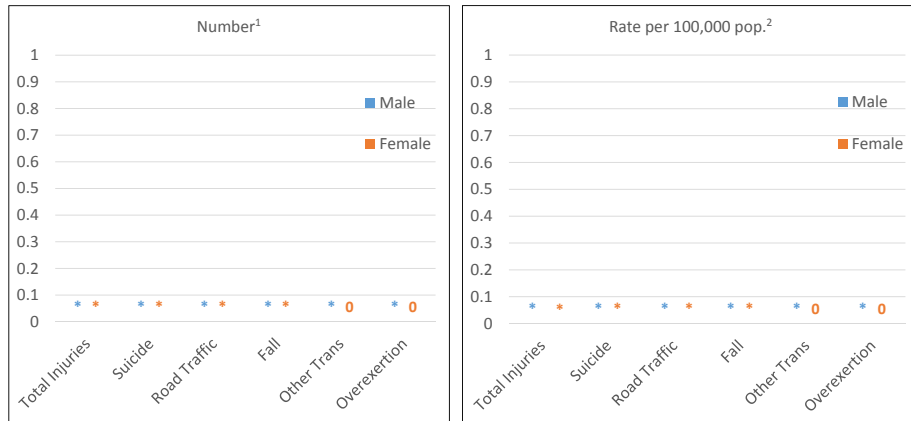 Number¹
1
0.9
0.8
0.7
0.6
0.5
0.4
0.3
0.2
0.1
0
Male
Female
* * * * * * * * * 0 * 0
Total Injuries
Suicide
Road Traffic
Fall
Other Trans
Overexertion
Rate per 100,000 pop.²
1
0.9
0.8
0.7
0.6
0.5
0.4
0.3
0.2
0.1
0
Male
Female
* * * * * * * * * 0 * 0
Total Injuries
Suicide
Road Traffic
Fall
Other Trans
Overexertion